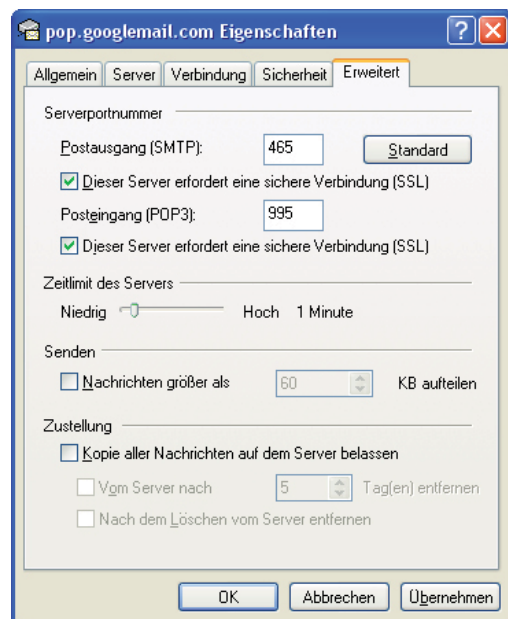 pop.googlemail.com Eigenschaften
Allgemein Server Verbindung Sicherheit Erweitert
Serverportnummer
Postausgang (SMTP): 465 Standard
Dieser Server erfordert eine sichere Verbindung (SSL)
Posteingang (POP3): 995
Dieser Server erfordert eine sichere Verbindung (SSL)
Zeitlimit des Servers
Niedrig Hoch 1 Minute
Senden
Nachrichten größer als 60 KB aufteilen
Zustellung
Kopie aller Nachrichten auf dem Server belassen
Vom Server nach 5 Tag(en) entfernen
Nach dem Löschen vom Server entfernen
OK Abbrechen Übernehmen